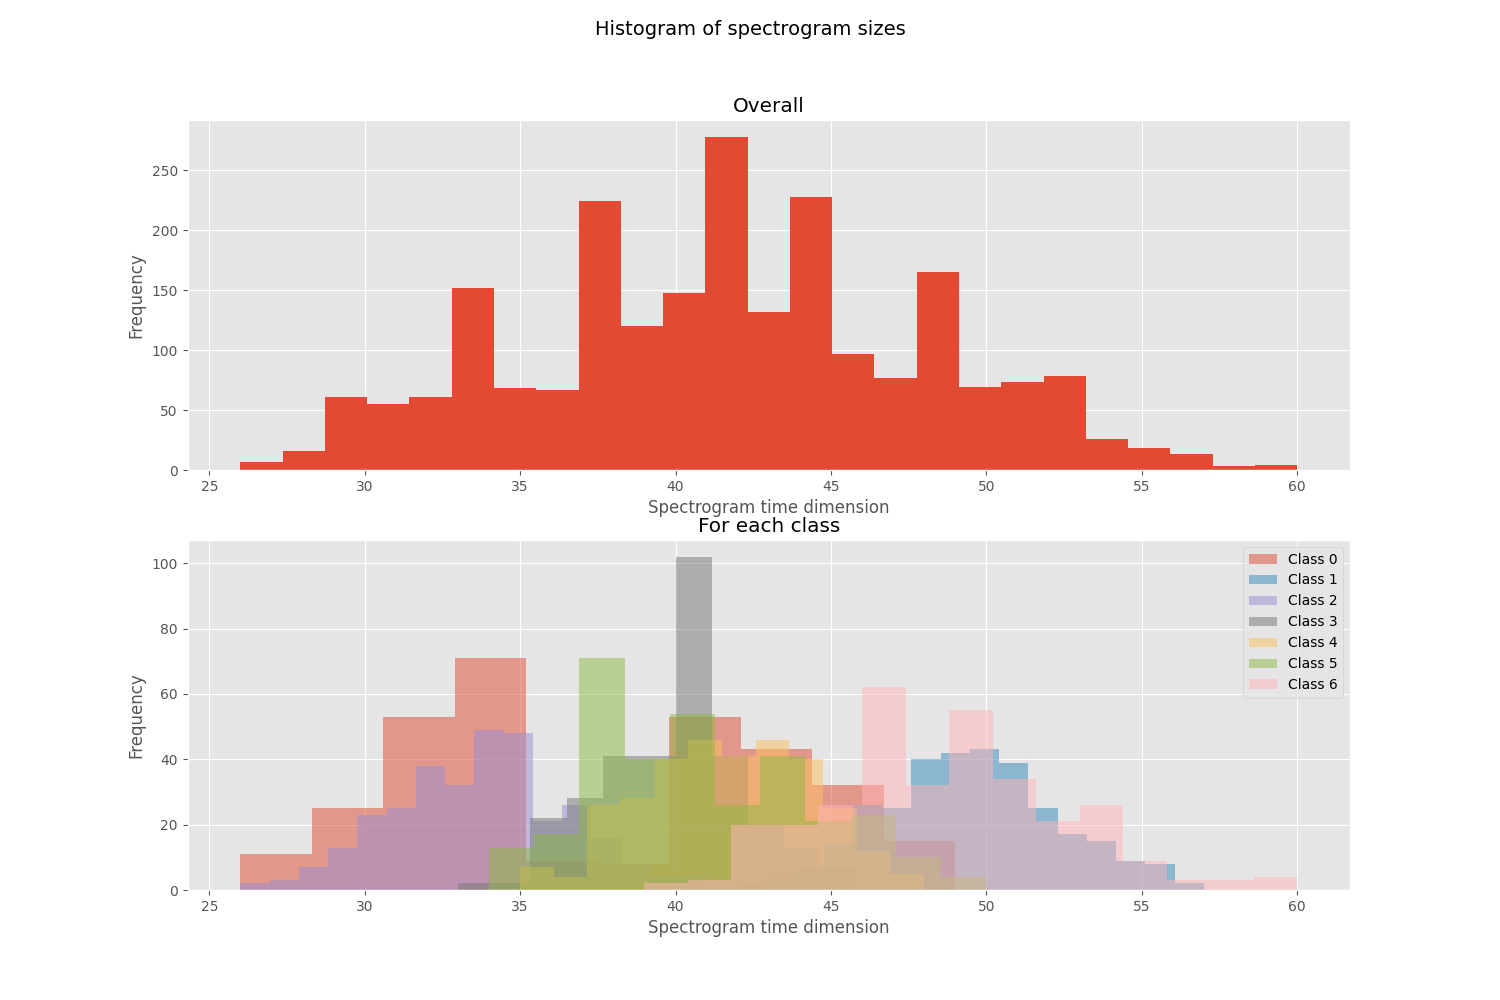 Histogram of spectrogram sizes
Overall
Frequency
250
200
150
100
50
0
25 30 35 40 45 50 55 60
Spectrogram time dimension
For each class
Frequency
100
80
60
40
20
0
Class 0
Class 1
Class 2
Class 3
Class 4
Class 5
Class 6
25 30 35 40 45 50 55 60
Spectrogram time dimension